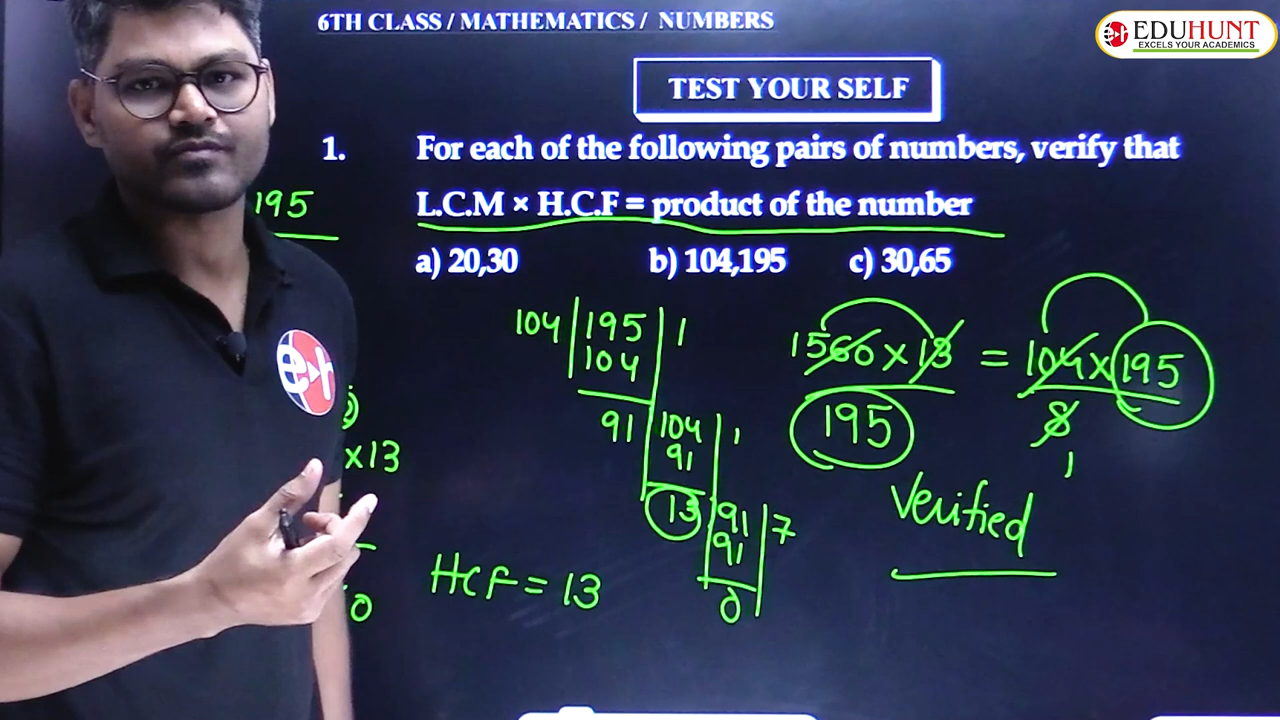 6TH CLASS / MATHEMATICS / NUMBERS
EDUHUNT
EXCELS YOUR ACADEMICS
TEST YOUR SELF
1. For each of the following pairs of numbers, verify that
L.C.M × H.C.F = product of the number
a) 20,30 b) 104,195 c) 30,65
195
104 195 1
104
91 104 1
91
13 91 7
91
0
HCF = 13
×13
0
1560 × 13 = 104 × 195
195 8
1
Verified